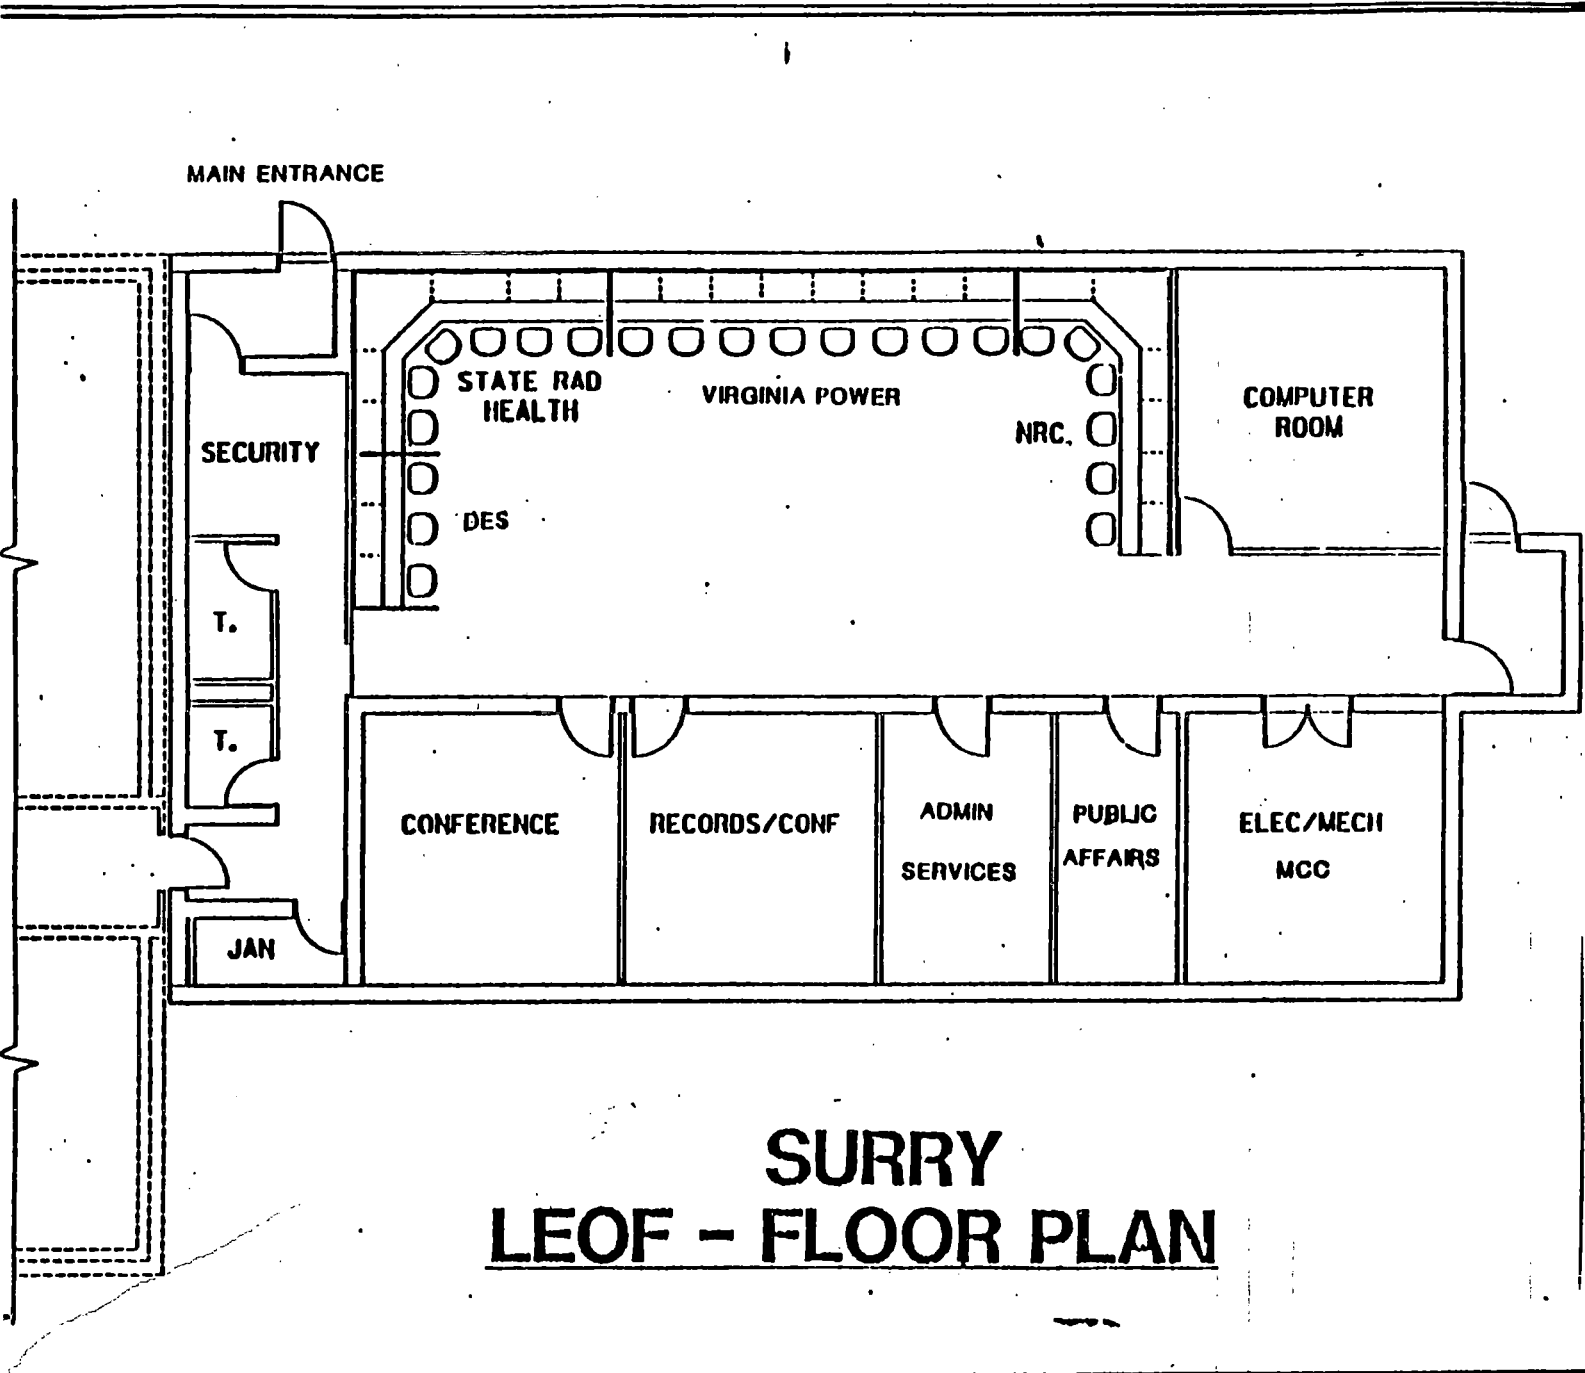 MAIN ENTRANCE
STATE RAD
HEALTH
VIRGINIA POWER
COMPUTER
ROOM
NRC.
SECURITY
DES
T.
T.
CONFERENCE
RECORDS/CONF
ADMIN
SERVICES
PUBLIC
AFFAIRS
ELEC/MECH
MCC
JAN
SURRY
LEOF - FLOOR PLAN